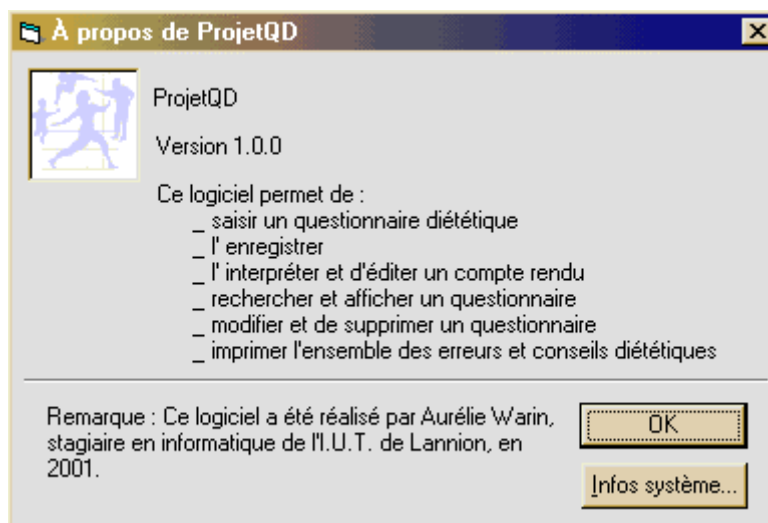 À propos de ProjetQD
ProjetQD
Version 1.0.0
Ce logiciel permet de :
_ saisir un questionnaire diététique
_ l' enregistrer
_ l' interpréter et d'éditer un compte rendu
_ rechercher et afficher un questionnaire
_ modifier et de supprimer un questionnaire
_ imprimer l'ensemble des erreurs et conseils diététiques
Remarque : Ce logiciel a été réalisé par Aurélie Warin,
stagiaire en informatique de l'I.U.T. de Lannion, en
2001.
OK
Infos système...